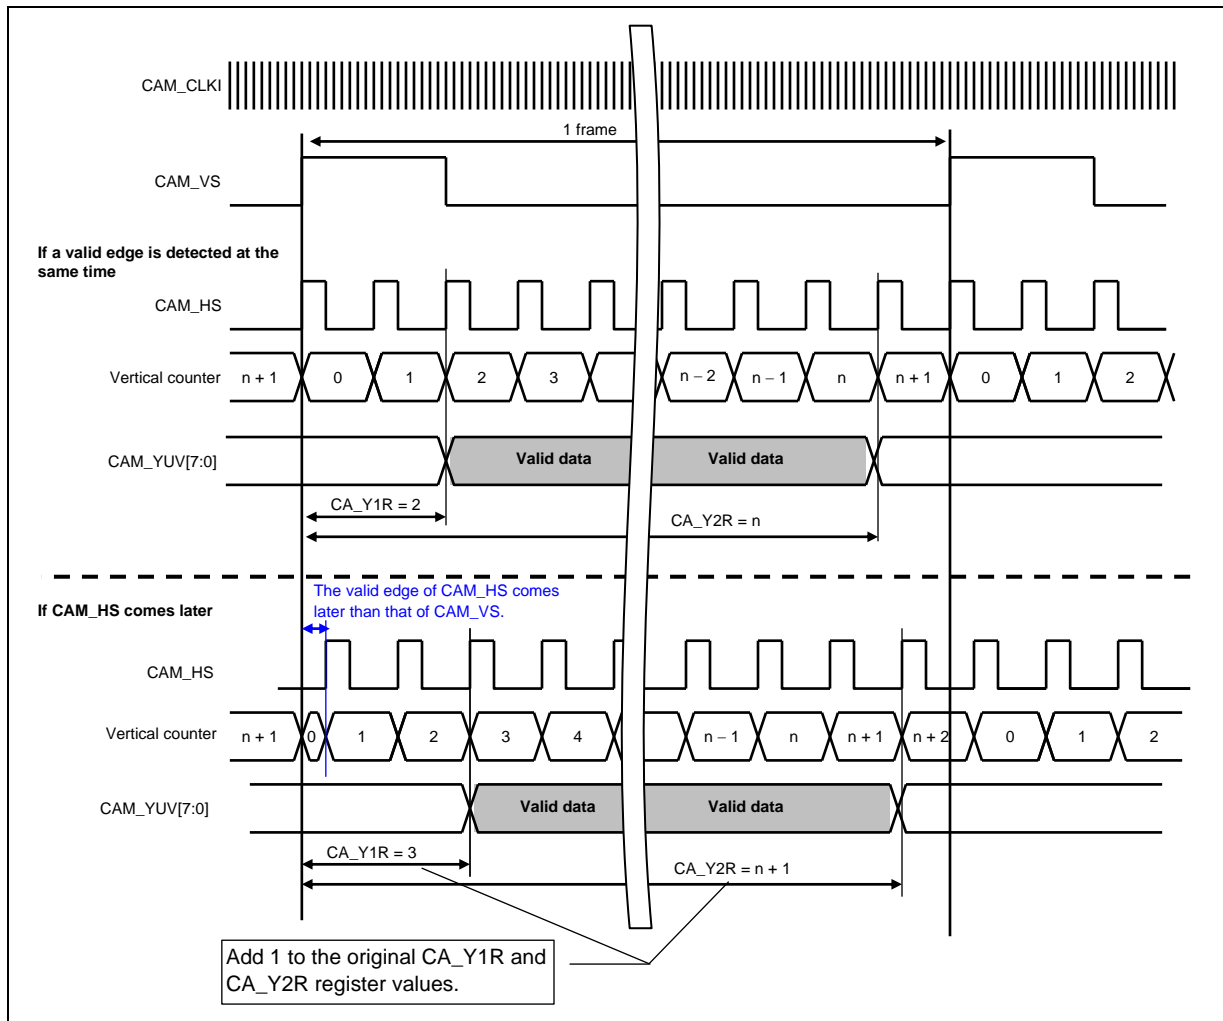 CAM_CLKI
1 frame
CAM_VS
If a valid edge is detected at the
same time
CAM_HS
Vertical counter n + 1 0 1 2 3 n − 2 n − 1 n n + 1 0 1 2
CAM_YUV[7:0] Valid data Valid data
CA_Y1R = 2
CA_Y2R = n
The valid edge of CAM_HS comes
later than that of CAM_VS.
If CAM_HS comes later
CAM_HS
Vertical counter n + 1 0 1 2 3 4 n − 1 n n + 1 n + 2 0 1 2
CAM_YUV[7:0] Valid data Valid data
CA_Y1R = 3
CA_Y2R = n + 1
Add 1 to the original CA_Y1R and
CA_Y2R register values.